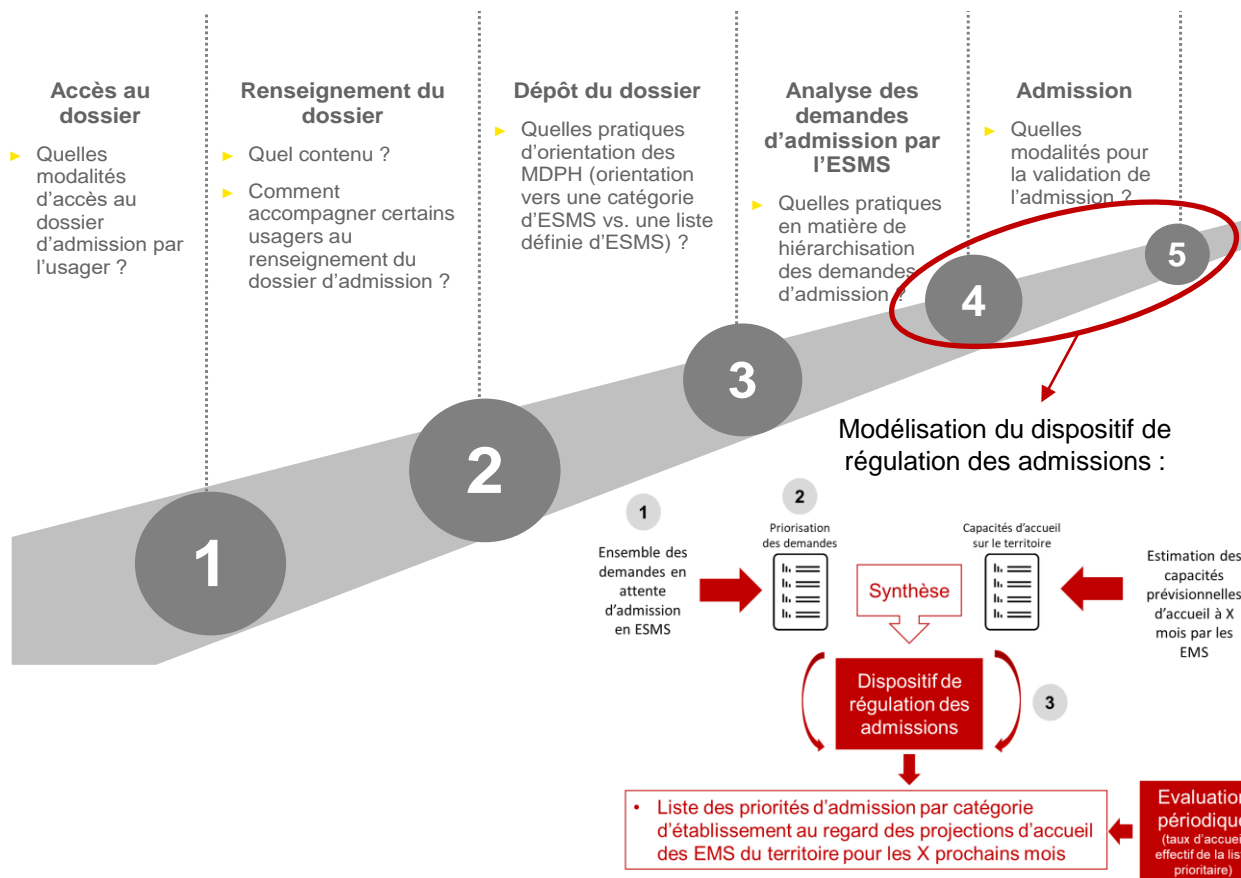 Accès au
dossier
► Quelles
modalités
d'accès au
dossier
d'admission par
l'usager ?
Renseignement du
dossier
► Quel contenu ?
► Comment
accompagner certains
usagers au
renseignement du
dossier d'admission ?
Dépôt du dossier
► Quelles pratiques
d'orientation des
MDPH (orientation
vers une catégorie
d'ESMS vs. une liste
définie d'ESMS) ?
Analyse des
demandes
d'admission par
l'ESMS
► Quelles pratiques
en matière de
hiérarchisation
des demandes
d'admission ?
Admission
► Quelles
modalités pour
la validation de
l'admission ?
1
2
3
4
5
Modélisation du dispositif de
régulation des admissions :
1
Ensemble des
demandes en
attente
d'admission
en ESMS
2
Priorisation
des demandes
Synthèse
Capacités d'accueil
sur le territoire
Estimation des
capacités
prévisionnelles
d'accueil à X
mois par les
EMS
Dispositif de
régulation des
admissions
3
• Liste des priorités d'admission par catégorie
d'établissement au regard des projections d'accueil
des EMS du territoire pour les X prochains mois
Evaluation
périodique
(taux d'accueil
effectif de la liste
prioritaire)